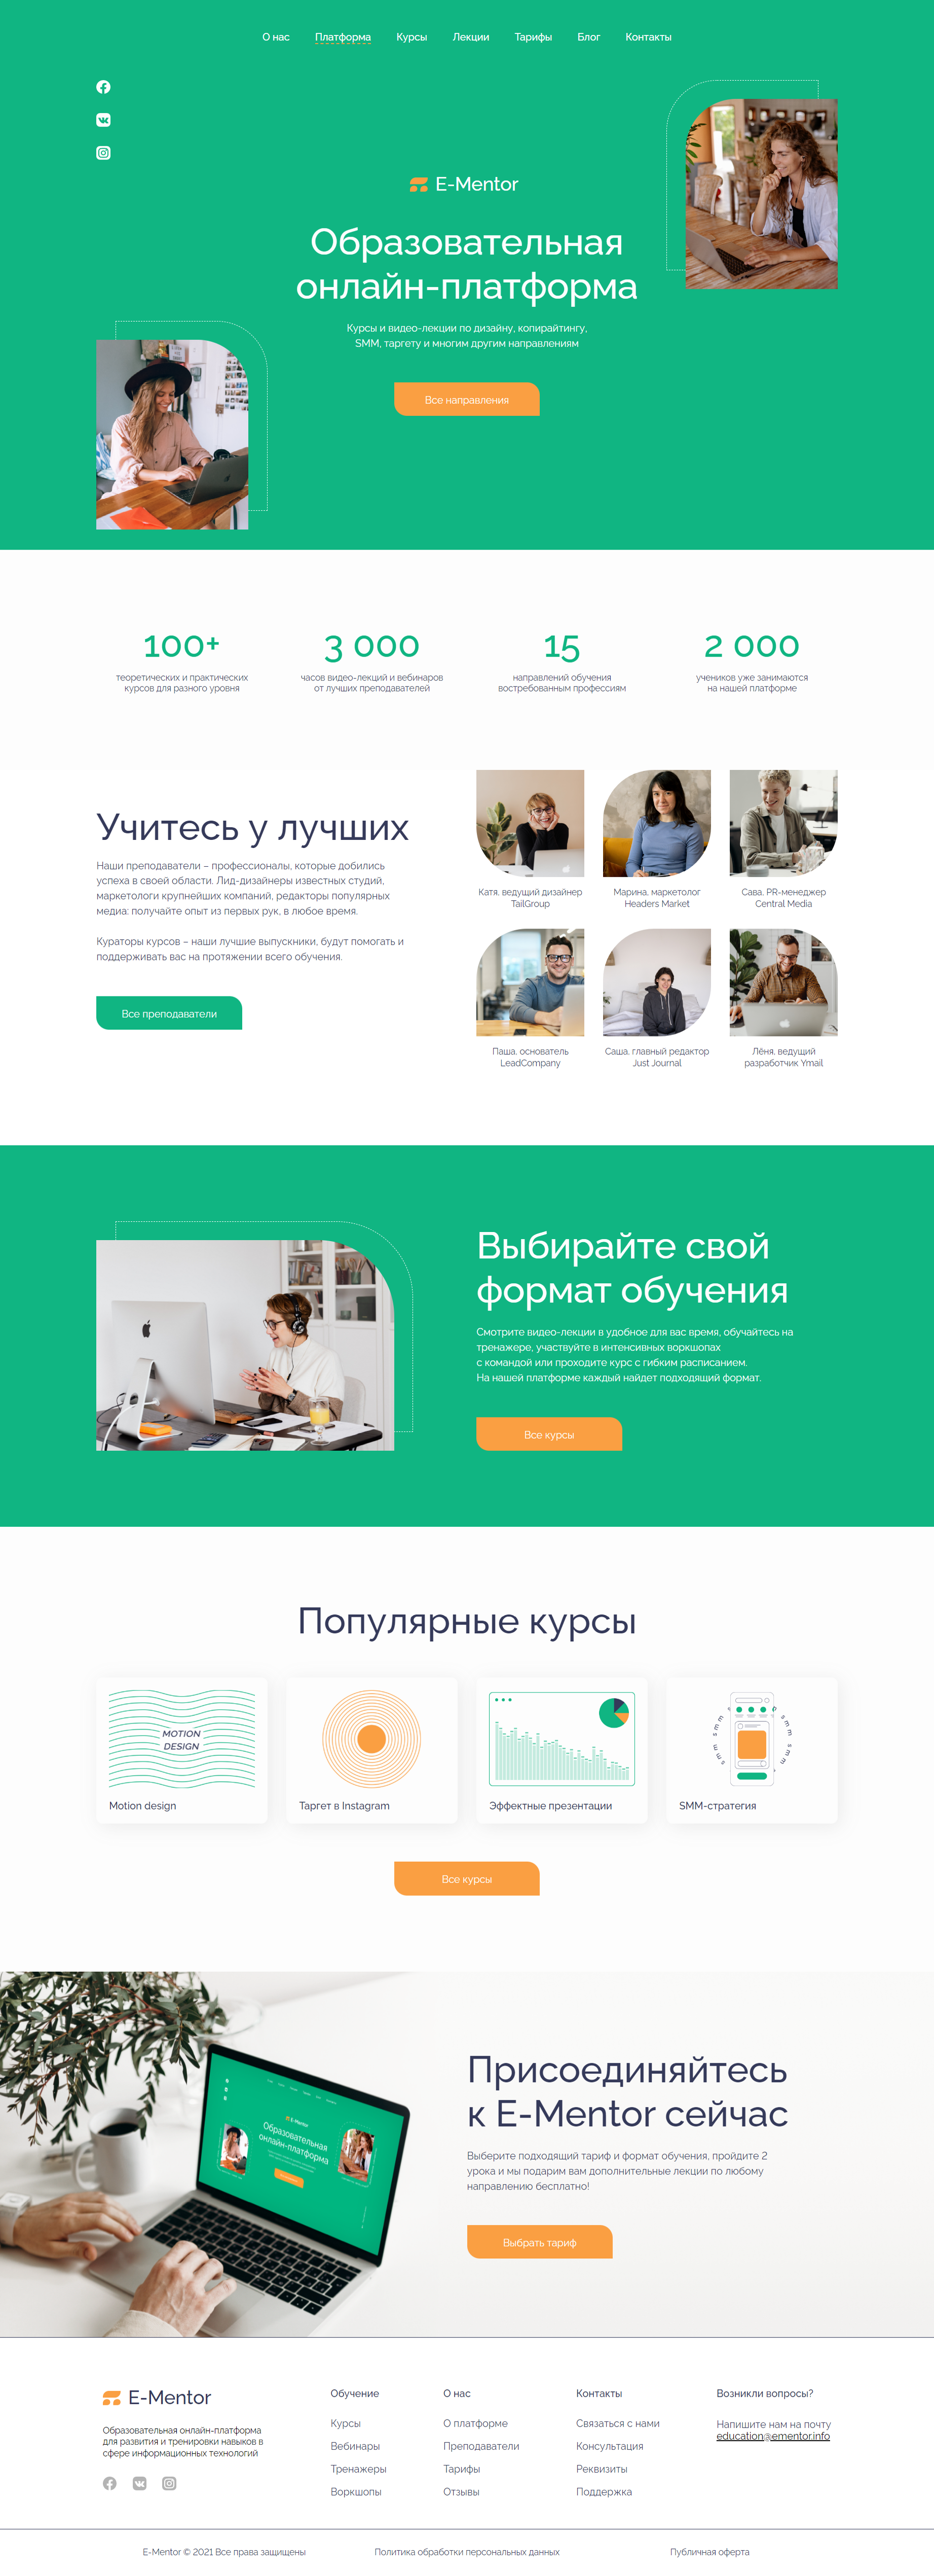 О нас Платформа Курсы Лекции Тарифы Блог Контакты
E-Mentor
Образовательная
онлайн-платформа
Курсы и видео-лекции по дизайну, копирайтингу,
SMM, таргету и многим другим направлениям
Все направления
100+
теоретических и практических
курсов для разного уровня
3 000
часов видео-лекций и вебинаров
от лучших преподавателей
15
направлений обучения
востребованным профессиям
2 000
учеников уже занимаются
на нашей платформе
Учитесь у лучших
Наши преподаватели – профессионалы, которые добились
успеха в своей области. Лид-дизайнеры известных студий,
маркетологи крупнейших компаний, редакторы популярных
медиа: получайте опыт из первых рук, в любое время.
Кураторы курсов – наши лучшие выпускники, будут помогать и
поддерживать вас на протяжении всего обучения.
Все преподаватели
Катя, ведущий дизайнер
TailGroup
Марина, маркетолог
Headers Market
Сава, PR-менеджер
Central Media
Паша, основатель
LeadCompany
Саша, главный редактор
Just Journal
Лёня, ведущий
разработчик Ymail
Выбирайте свой
формат обучения
Смотрите видео-лекции в удобное для вас время, обучайтесь на
тренажере, участвуйте в интенсивных воркшопах
с командой или проходите курс с гибким расписанием.
На нашей платформе каждый найдет подходящий формат.
Все курсы
Популярные курсы
MOTION
DESIGN
Motion design
Таргет в Instagram
Эффектные презентации
smm smm smm smm
SMM-стратегия
Все курсы
E-Mentor
Образовательная
онлайн-платформа
Присоединяйтесь
к E-Mentor сейчас
Выберите подходящий тариф и формат обучения, пройдите 2
урока и мы подарим вам дополнительные лекции по любому
направлению бесплатно!
Выбрать тариф
E-Mentor
Образовательная онлайн-платформа
для развития и тренировки навыков в
сфере информационных технологий
Обучение
Курсы
Вебинары
Тренажеры
Воркшопы
О нас
О платформе
Преподаватели
Тарифы
Отзывы
Контакты
Связаться с нами
Консультация
Реквизиты
Поддержка
Возникли вопросы?
Напишите нам на почту
education@ementor.info
E-Mentor © 2021 Все права защищены
Политика обработки персональных данных
Публичная оферта